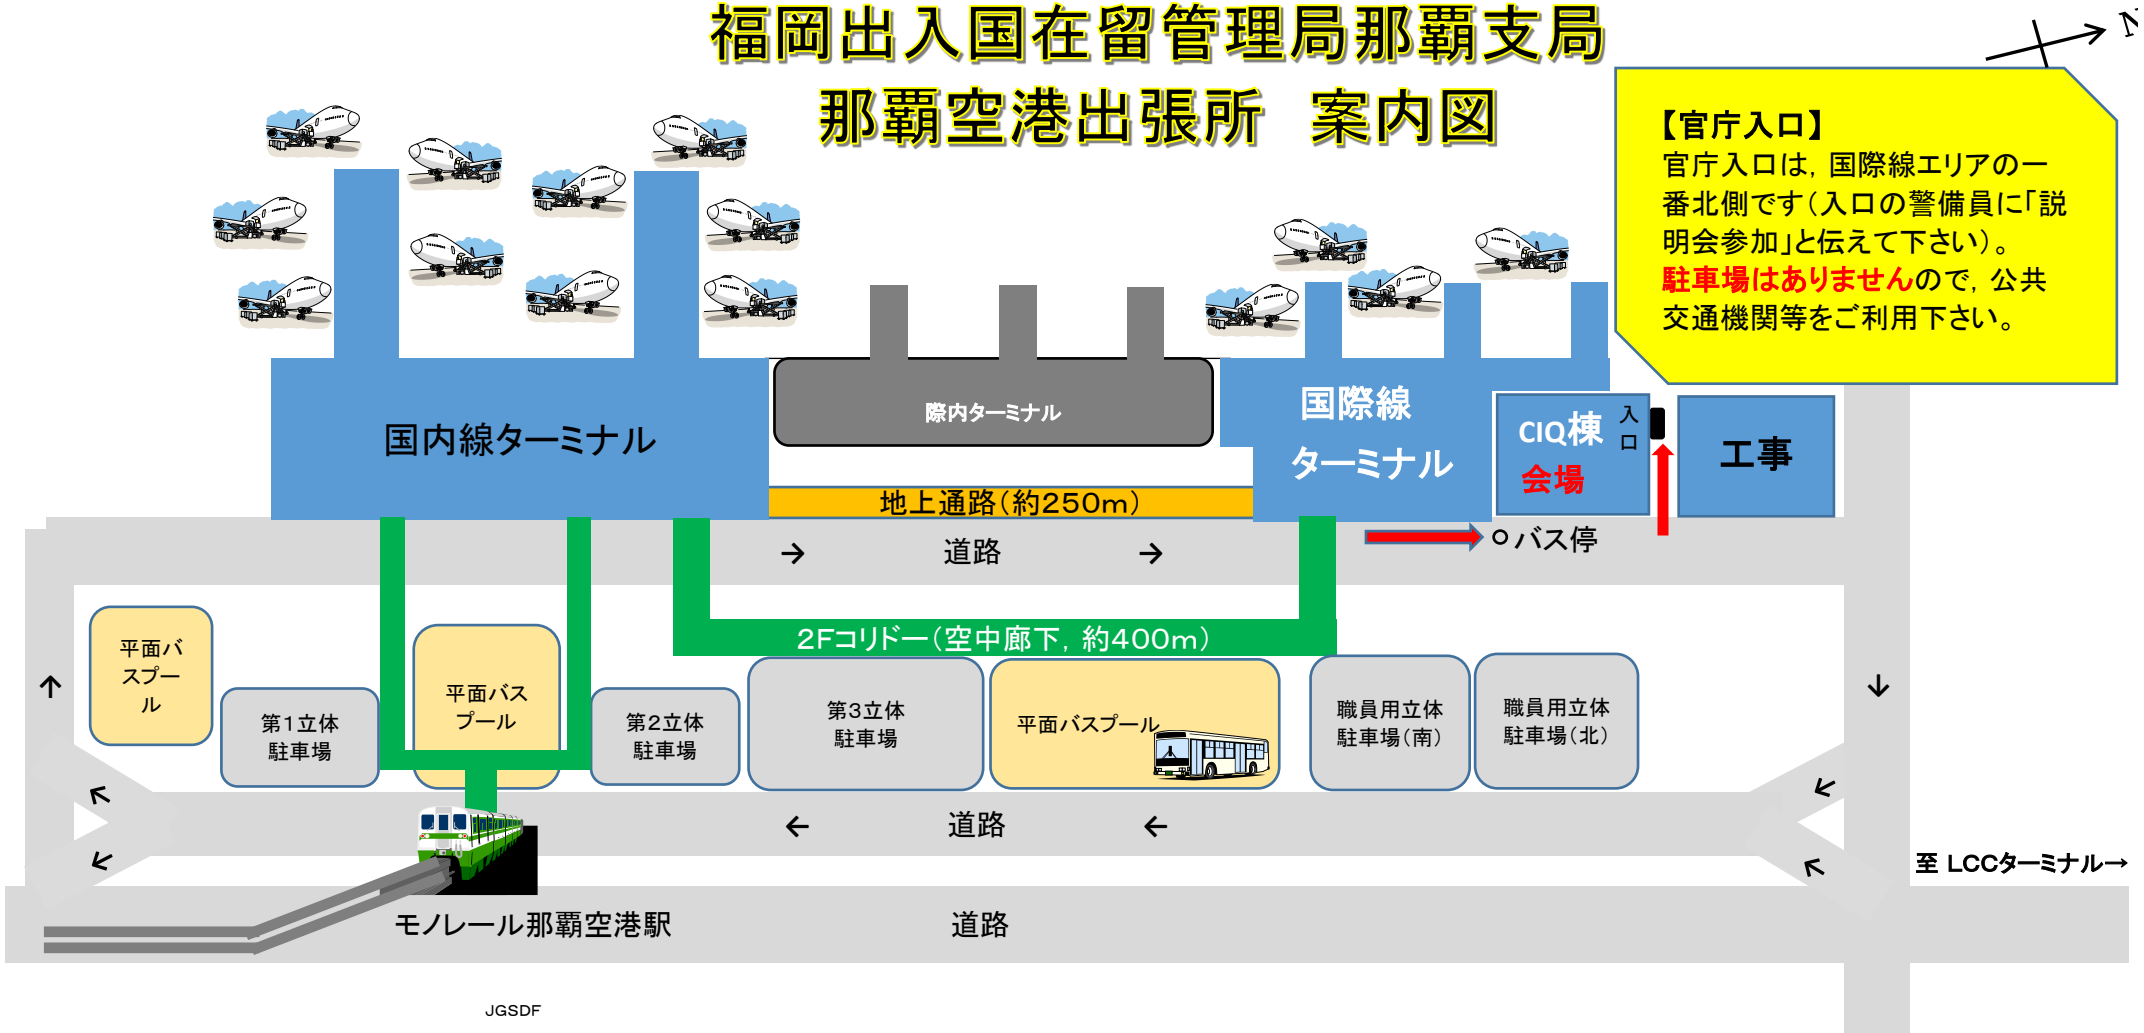 福岡出入国在留管理局那覇支局
那覇空港出張所　案内図
N
【官庁入口】
官庁入口は，国際線エリアの一
番北側です（入口の警備員に「説
明会参加」と伝えて下さい）。
駐車場はありませんので，公共
交通機関等をご利用下さい。
国内線ターミナル
際内ターミナル
国際線
ターミナル
CIQ棟
会場
入
口
工事
地上通路（約250m）
→
道路
→
バス停
2Fコリドー（空中廊下，約400m）
平面バ
スプー
ル
第1立体
駐車場
平面バス
プール
第2立体
駐車場
第3立体
駐車場
平面バスプール
職員用立体
駐車場（南）
職員用立体
駐車場（北）
↑
↓
←
道路
←
至 LCCターミナル→
モノレール那覇空港駅
道路
JGSDF